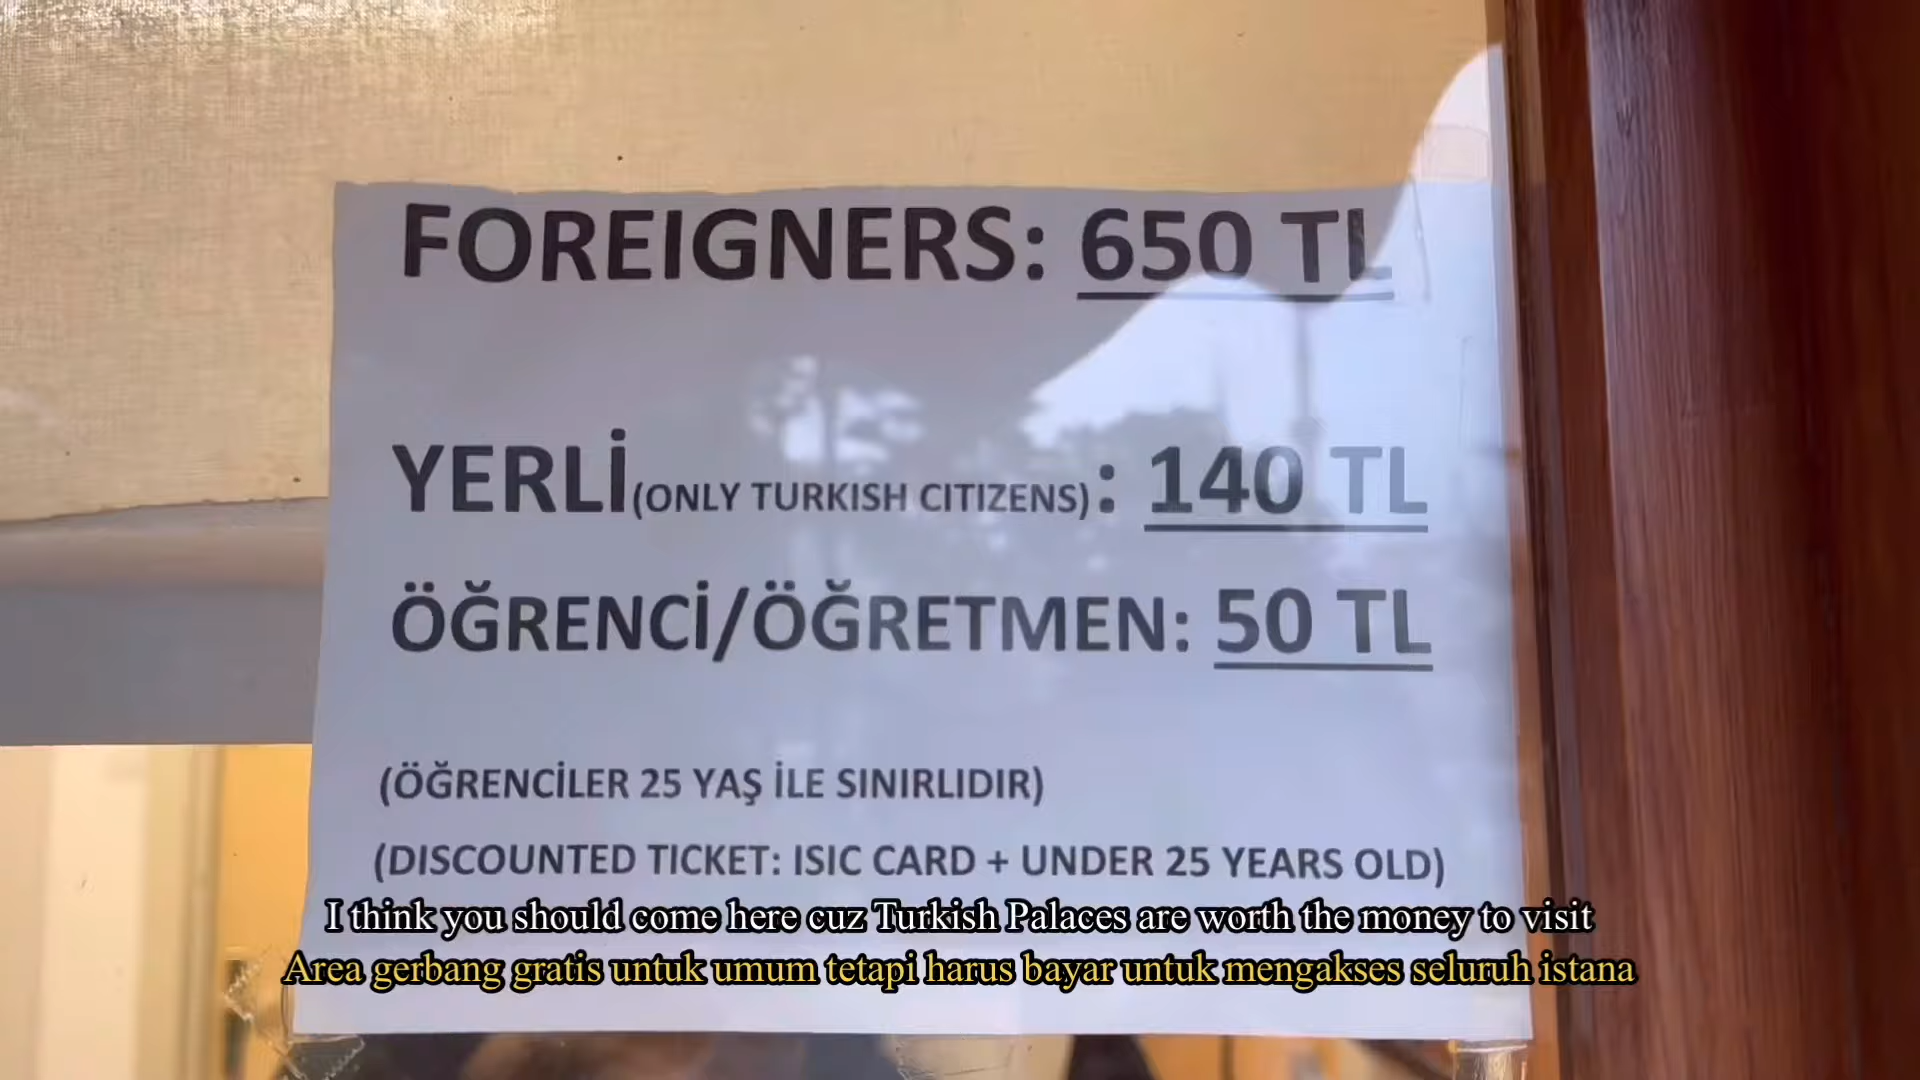 FOREIGNERS: 650 TL
YERLİ(ONLY TURKISH CITIZENS): 140 TL
ÖĞRENCİ/ÖĞRETMEN: 50 TL
(ÖĞRENCİLER 25 YAŞ İLE SINIRLIDIR)
(DISCOUNTED TICKET: ISIC CARD + UNDER 25 YEARS OLD)
I think you should come here cuz Turkish Palaces are worth the money to visit
Area gerbang gratis untuk umum tetapi harus bayar untuk mengakses seluruh istana